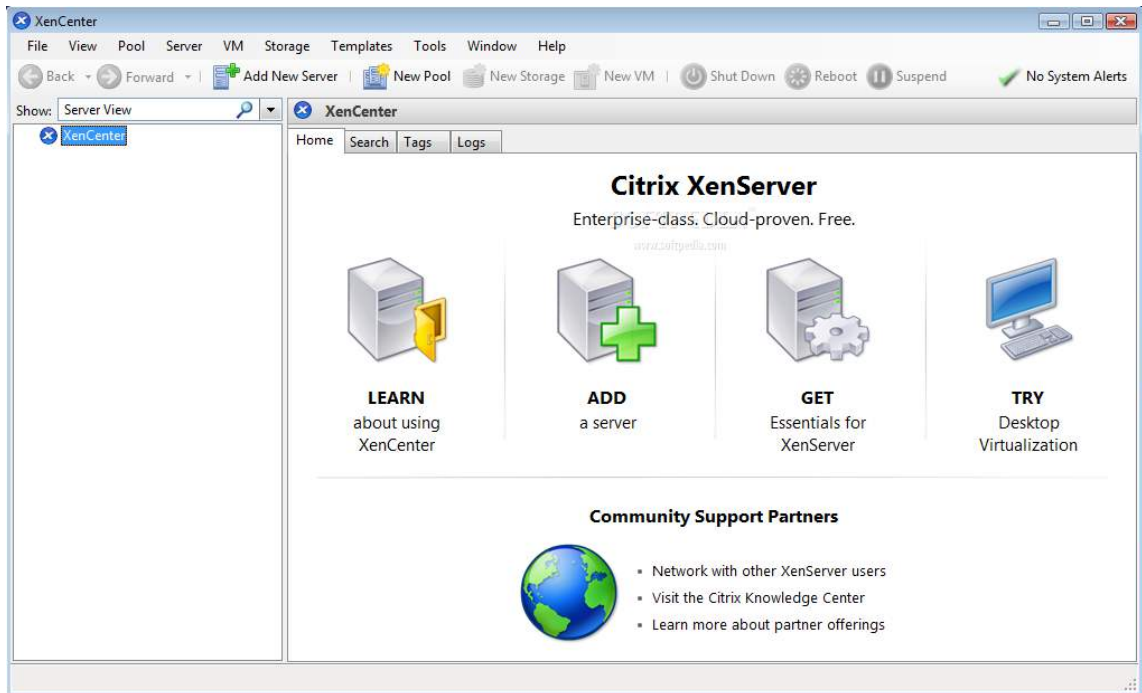 XenCenter
File View Pool Server VM Storage Templates Tools Window Help
Back Forward Add New Server New Pool New Storage New VM Shut Down Reboot Suspend No System Alerts
Show: Server View
XenCenter
XenCenter
Home Search Tags Logs
Citrix XenServer
Enterprise-class. Cloud-proven. Free.
SOFTPEDIA
www.softpedia.com
LEARN
about using
XenCenter
ADD
a server
GET
Essentials for
XenServer
TRY
Desktop
Virtualization
Community Support Partners
Network with other XenServer users
Visit the Citrix Knowledge Center
Learn more about partner offerings